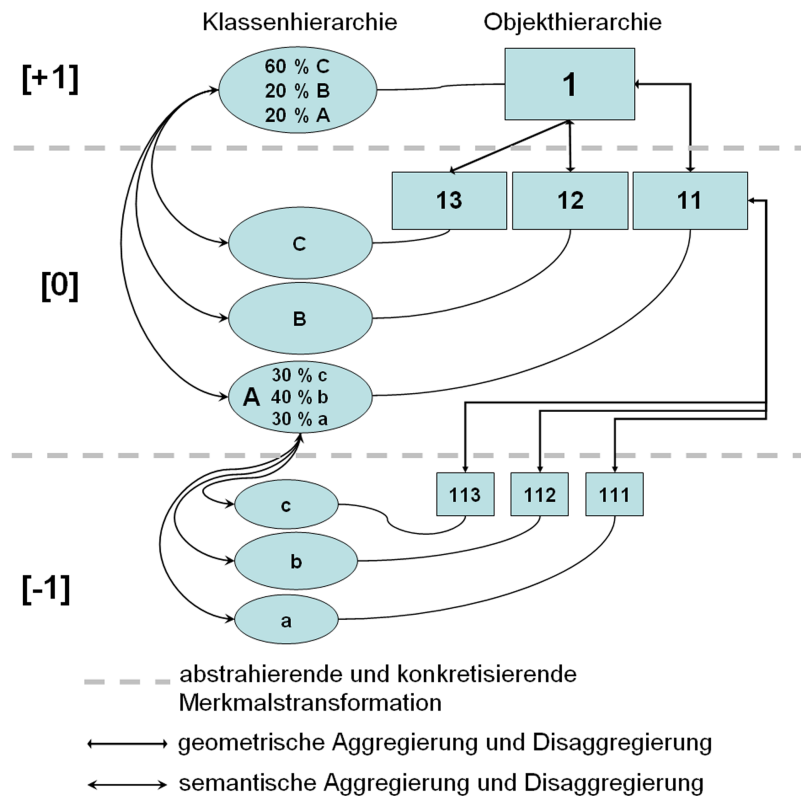 Klassenhierarchie
Objekthierarchie
[+1]
60 % C
20 % B
20 % A
1
[0]
13
12
11
C
B
A
30 % c
40 % b
30 % a
[-1]
113
112
111
c
b
a
abstrahierende und konkretisierende
Merkmalstransformation
geometrische Aggregierung und Disaggregierung
semantische Aggregierung und Disaggregierung